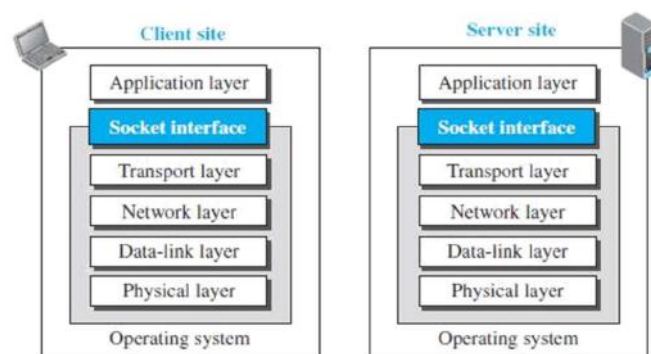 Client site
Application layer
Socket interface
Transport layer
Network layer
Data-link layer
Physical layer
Operating system
Server site
Application layer
Socket interface
Transport layer
Network layer
Data-link layer
Physical layer
Operating system